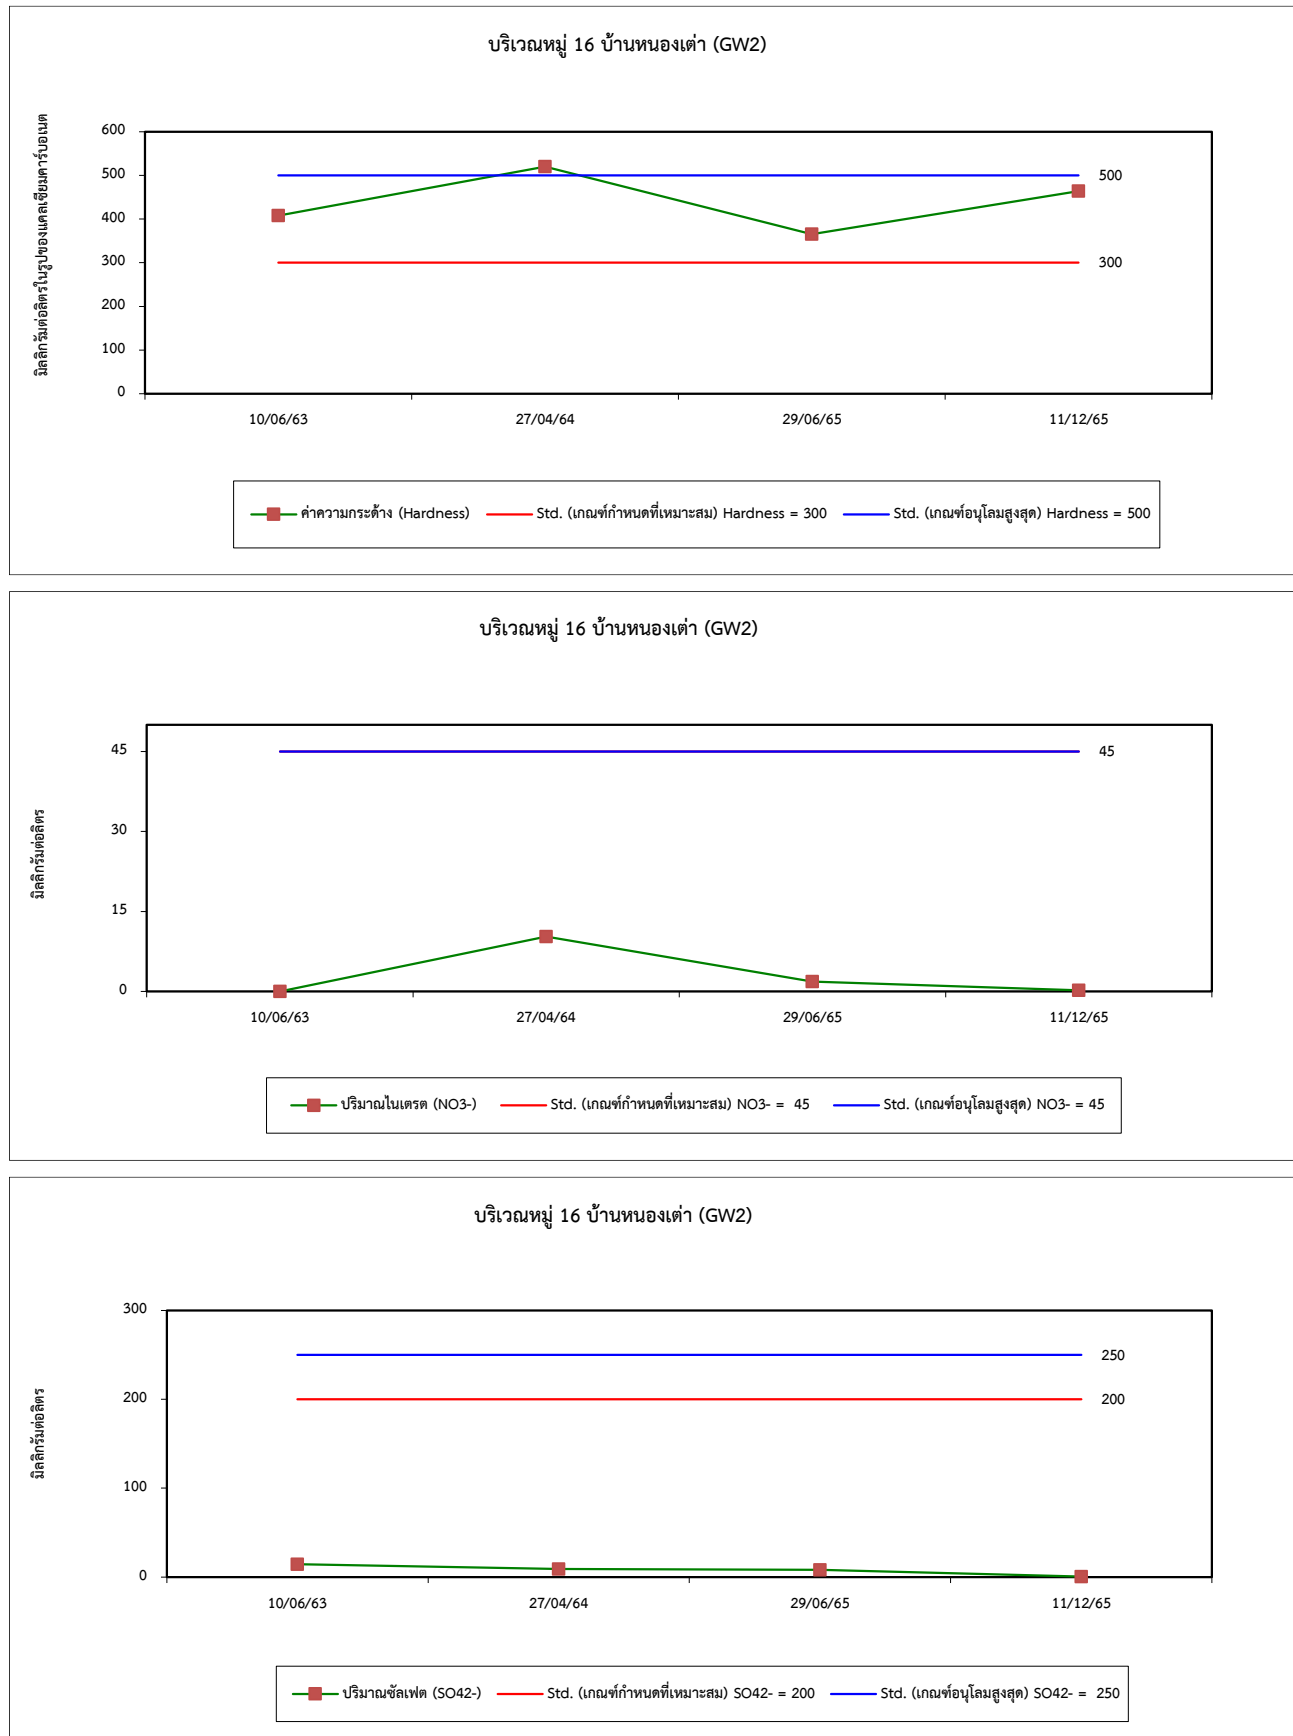 บริเวณหมู่ 16 บ้านหนองเต่า (GW2)
มิลลิกรัมต่อลิตรในรูปของแคลเซียมคาร์บอเนต
600
500
400
300
200
100
0
500
300
10/06/63 27/04/64 29/06/65 11/12/65
ค่าความกระด้าง (Hardness) Std. (เกณฑ์กำหนดที่เหมาะสม) Hardness = 300 Std. (เกณฑ์อนุโลมสูงสุด) Hardness = 500
บริเวณหมู่ 16 บ้านหนองเต่า (GW2)
มิลลิกรัมต่อลิตร
45
30
15
0
45
10/06/63 27/04/64 29/06/65 11/12/65
ปริมาณไนเตรต (NO3-) Std. (เกณฑ์กำหนดที่เหมาะสม) NO3- = 45 Std. (เกณฑ์อนุโลมสูงสุด) NO3- = 45
บริเวณหมู่ 16 บ้านหนองเต่า (GW2)
มิลลิกรัมต่อลิตร
300
200
100
0
250
200
10/06/63 27/04/64 29/06/65 11/12/65
ปริมาณซัลเฟต (SO42-) Std. (เกณฑ์กำหนดที่เหมาะสม) SO42- = 200 Std. (เกณฑ์อนุโลมสูงสุด) SO42- = 250